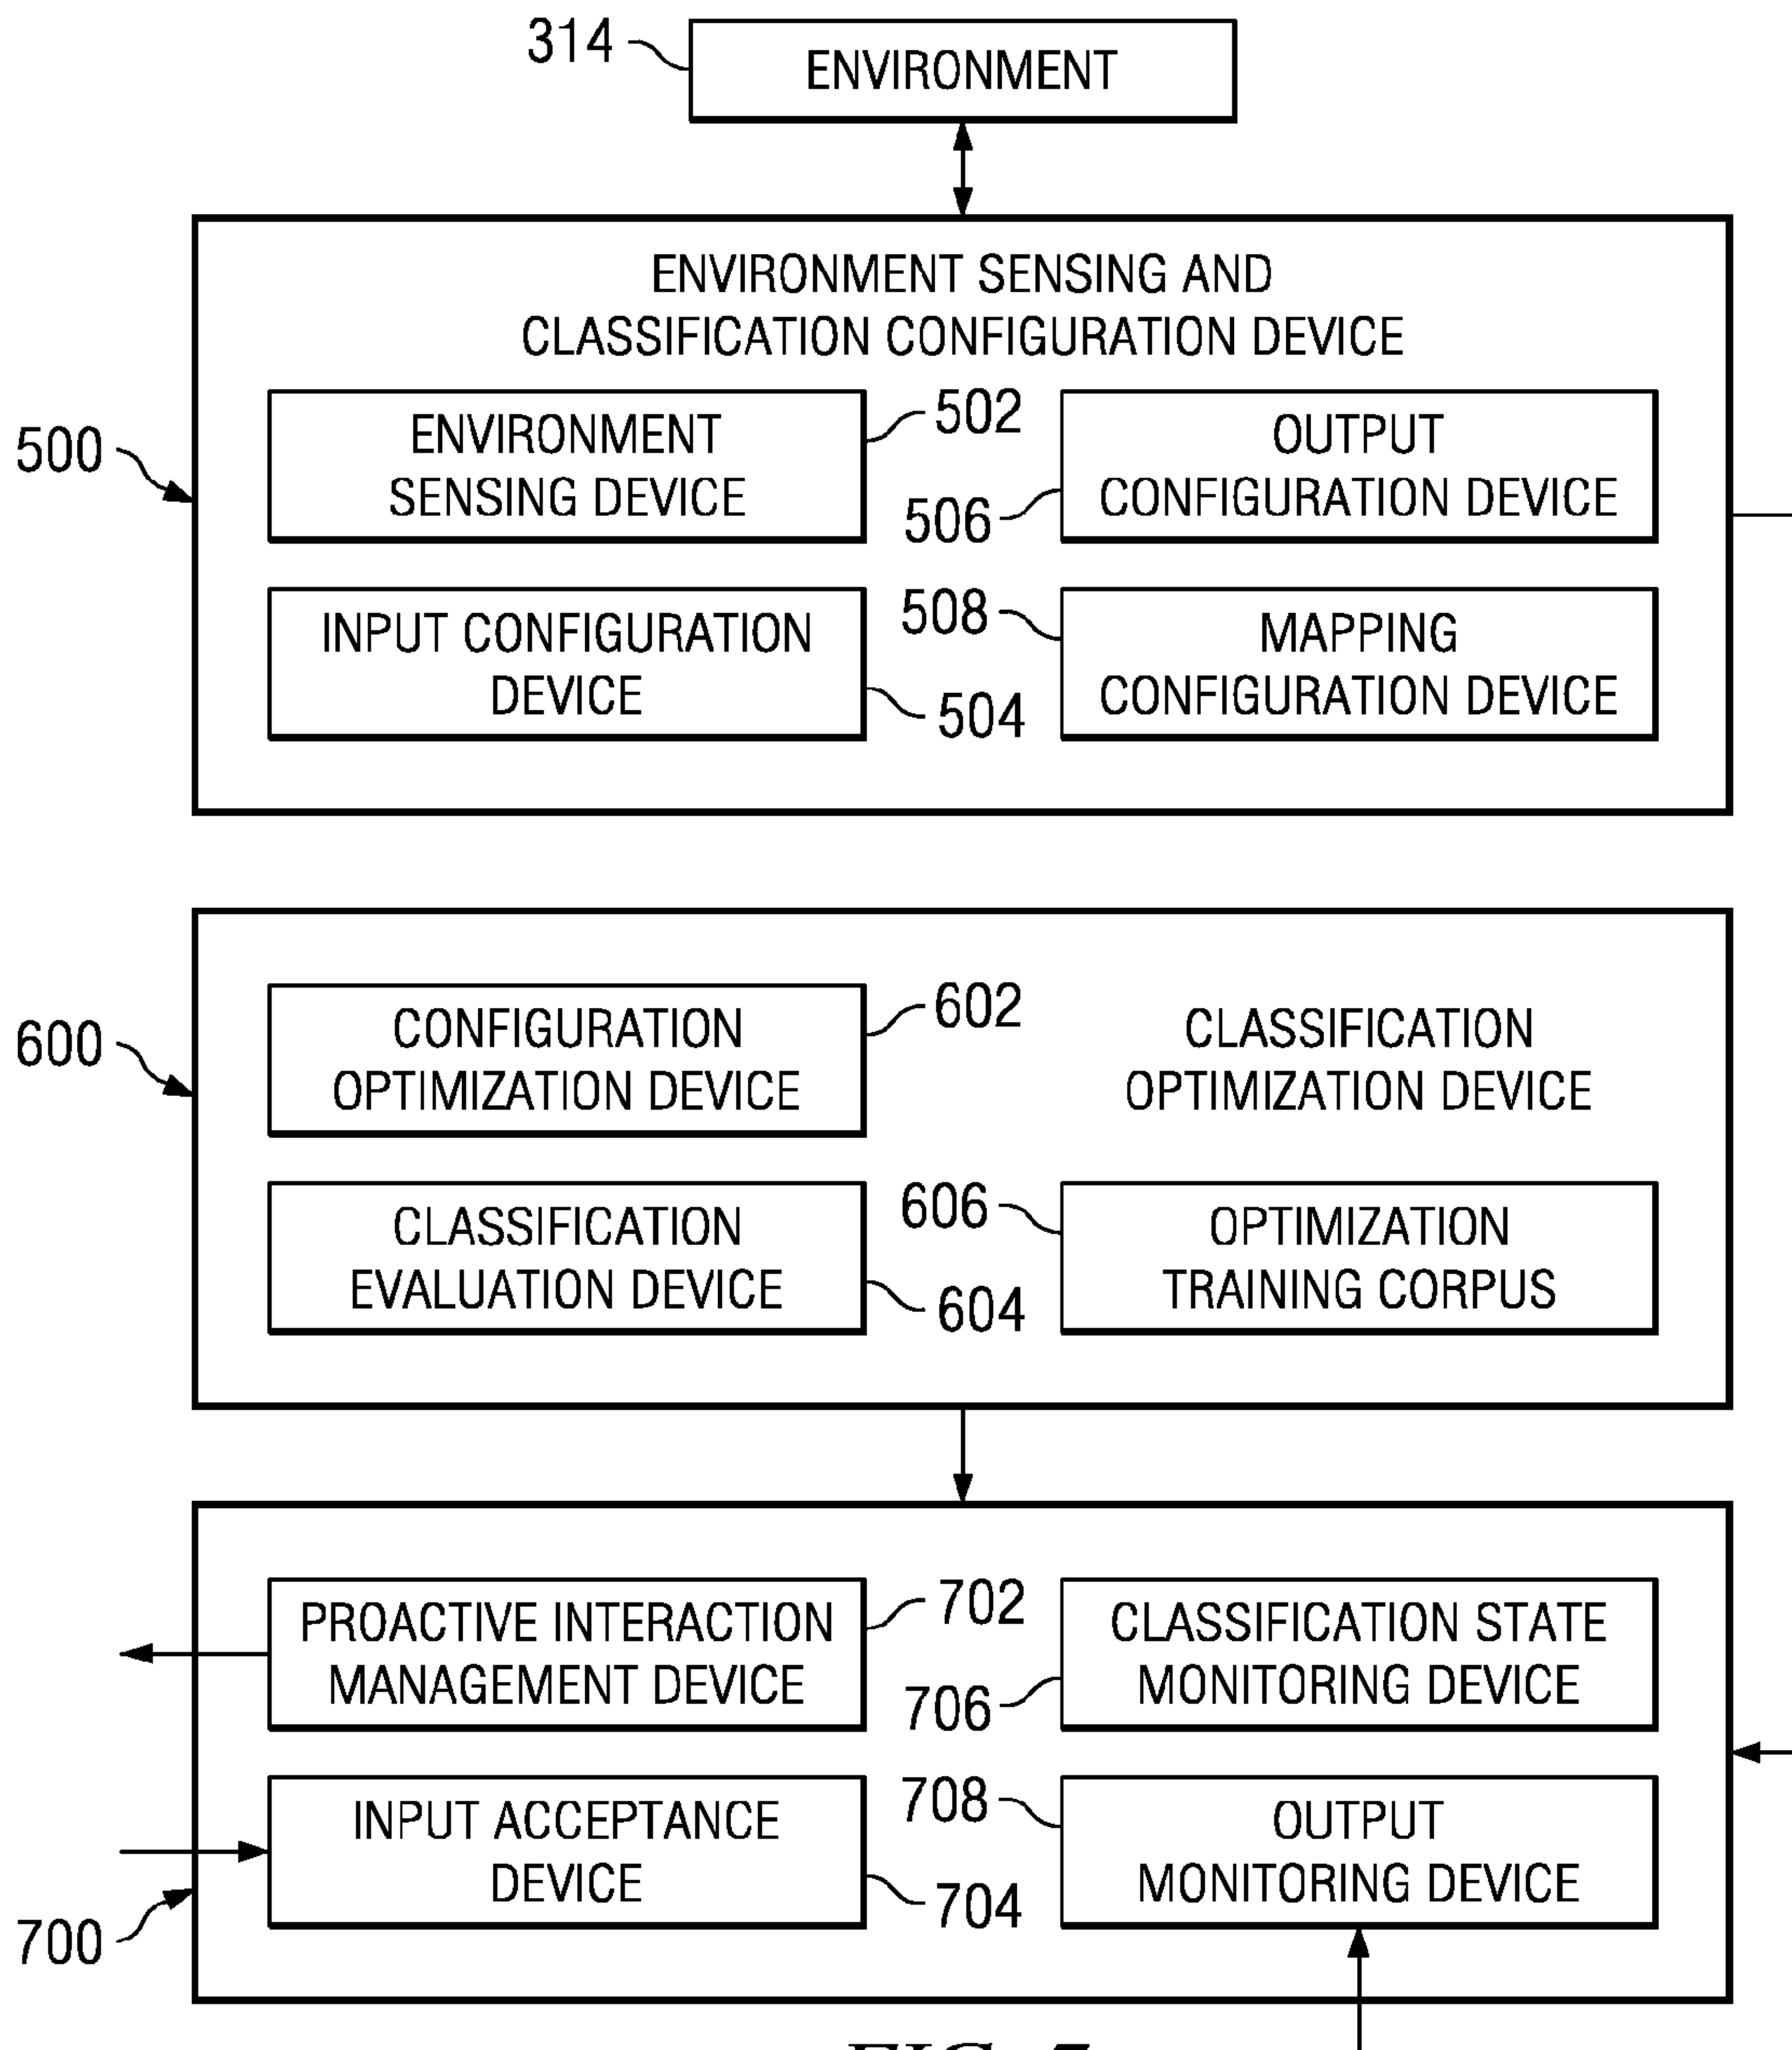 314
ENVIRONMENT
ENVIRONMENT SENSING AND
CLASSIFICATION CONFIGURATION DEVICE
500
ENVIRONMENT
SENSING DEVICE
502
506
OUTPUT
CONFIGURATION DEVICE
INPUT CONFIGURATION
DEVICE
504
508
MAPPING
CONFIGURATION DEVICE
600
CONFIGURATION
OPTIMIZATION DEVICE
602
CLASSIFICATION
OPTIMIZATION DEVICE
CLASSIFICATION
EVALUATION DEVICE
604
606
OPTIMIZATION
TRAINING CORPUS
PROACTIVE INTERACTION
MANAGEMENT DEVICE
702
706
CLASSIFICATION STATE
MONITORING DEVICE
INPUT ACCEPTANCE
DEVICE
704
708
OUTPUT
MONITORING DEVICE
700